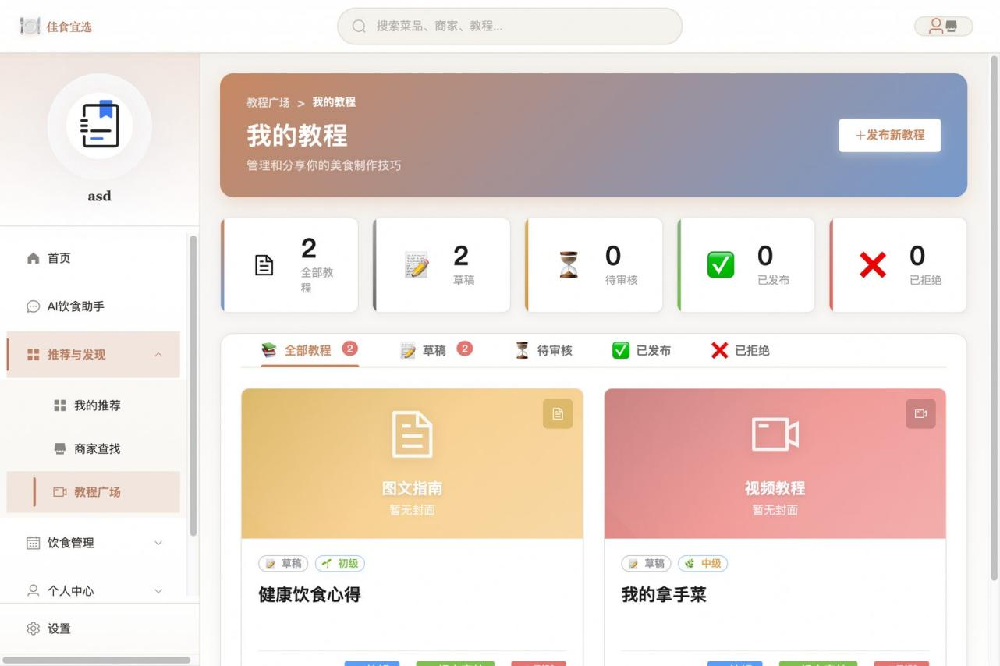 佳食宜选
搜索菜品、商家、教程...
asd
首页
AI饮食助手
推荐与发现
我的推荐
商家查找
教程广场
饮食管理
个人中心
设置
教程广场 > 我的教程
我的教程
管理和分享你的美食制作技巧
+发布新教程
2
全部教
程
2
草稿
0
待审核
0
已发布
0
已拒绝
全部教程 2
草稿 2
待审核
已发布
已拒绝
图文指南
暂无封面
草稿 初级
健康饮食心得
视频教程
暂无封面
草稿 中级
我的拿手菜